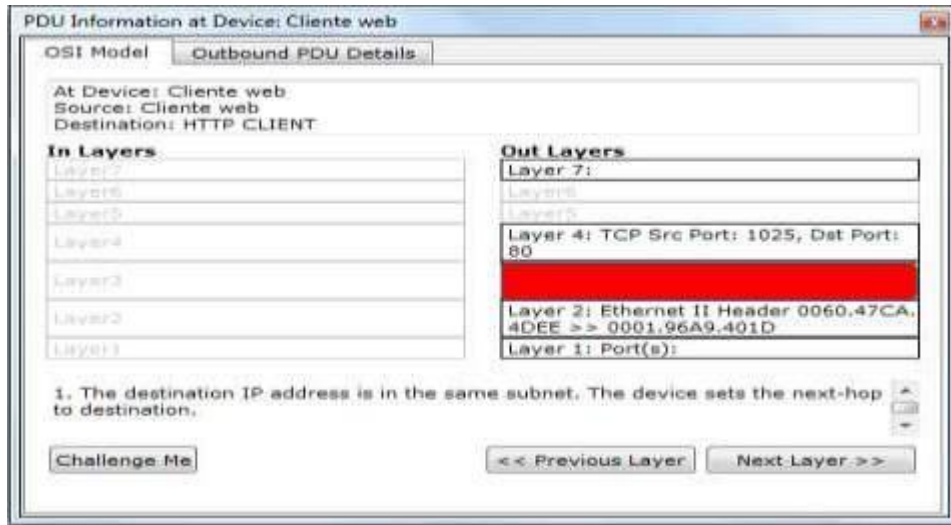 PDU Information at Device: Cliente web
OSI Model
Outbound PDU Details
At Device: Cliente web
Source: Cliente web
Destination: HTTP CLIENT
In Layers
Layer7
Layer6
Layer5
Layer4
Layer3
Layer2
Layer1
Out Layers
Layer 7:
Layer6
Layer5
Layer 4: TCP Src Port: 1025, Dst Port:
80
Layer 2: Ethernet II Header 0060.47CA.
4DEE >> 0001.96A9.401D
Layer 1: Port(s):
1. The destination IP address is in the same subnet. The device sets the next-hop
to destination.
Challenge Me
<< Previous Layer
Next Layer >>